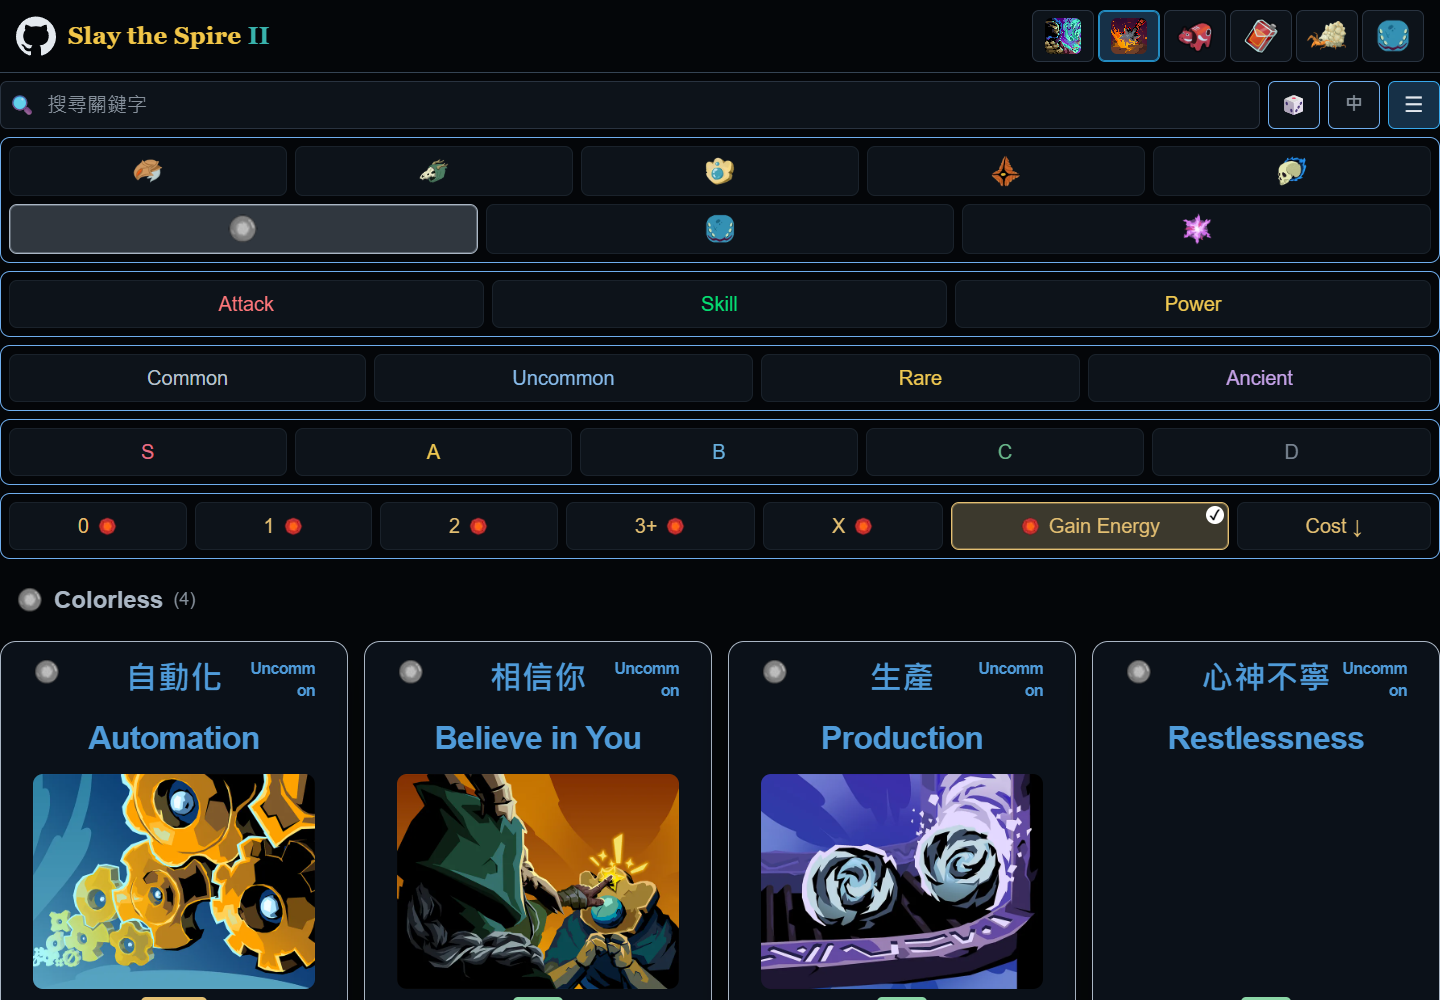 Slay the Spire II
搜尋關鍵字
中
Attack
Skill
Power
Common
Uncommon
Rare
Ancient
S
A
B
C
D
0
1
2
3+
X
Gain Energy
Cost ↓
Colorless (4)
自動化
Uncomm
on
Automation
相信你
Uncomm
on
Believe in You
生產
Uncomm
on
Production
心神不寧
Uncomm
on
Restlessness